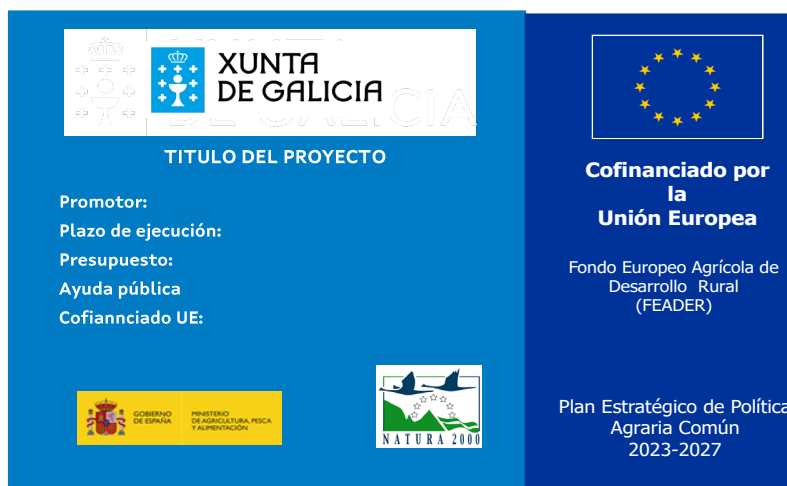 XUNTA
DE GALICIA
TITULO DEL PROYECTO
Promotor:
Plazo de ejecución:
Presupuesto:
Ayuda pública
Cofiannciado UE:
GOBIERNO
DE ESPAÑA
MINISTERIO
DE AGRICULTURA, PESCA
Y ALIMENTACIÓN
NATURA 2000
Cofinanciado por
la
Unión Europea
Fondo Europeo Agrícola de
Desarrollo Rural
(FEADER)
Plan Estratégico de Política
Agraria Común
2023-2027